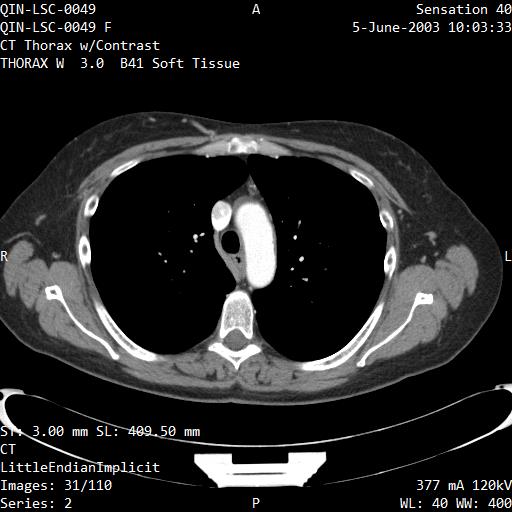 QIN-LSC-0049 A Sensation 40
QIN-LSC-0049 F 5-June-2003 10:03:33
CT Thorax w/Contrast
THORAX W 3.0 B41 Soft Tissue
R L
ST: 3.00 mm SL: 409.50 mm
CT
LittleEndianImplicit
Images: 31/110 377 mA 120kV
Series: 2 P WL: 40 WW: 400